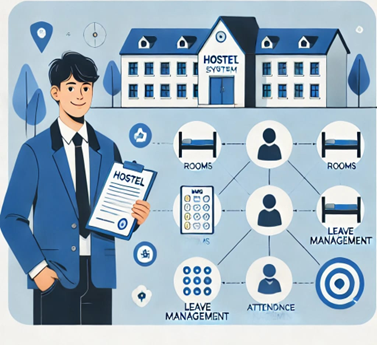 HOSTEL
SYSTEM
HOSTEL
ROOMS
ROOMS
LEAVE
MANAGEMENT
LEAVE
MANAGEMENT
ATTENDNCE